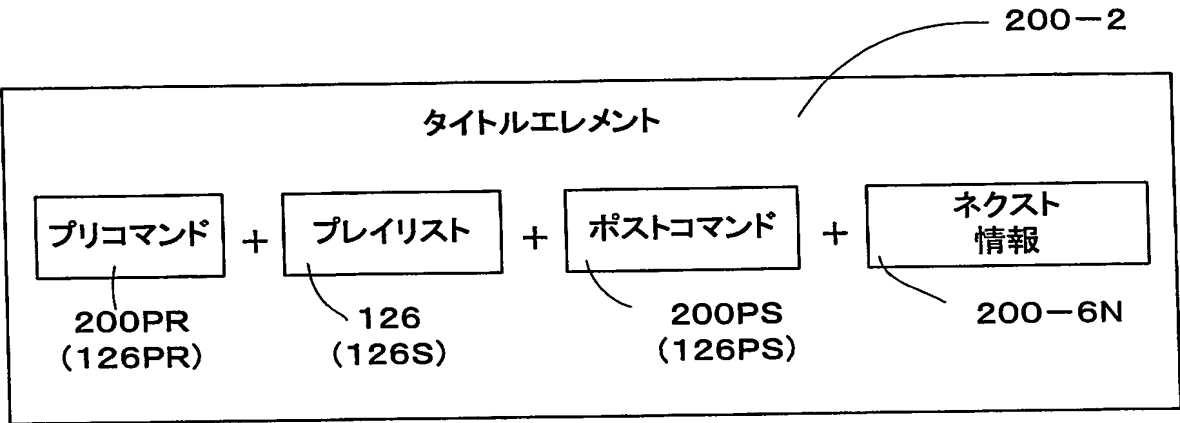 200-2
タイトルエレメント
プリコマンド + プレイリスト + ポストコマンド + ネクスト
情報
200PR 126 200PS 200-6N
(126PR) (126S) (126PS)